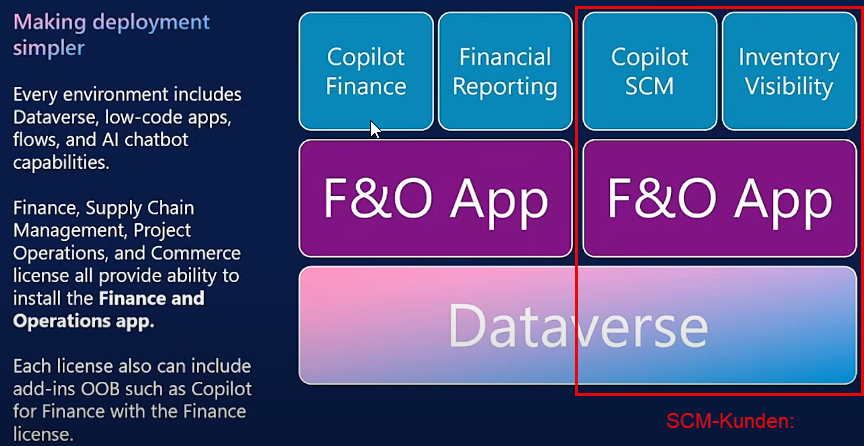 Making deployment
simpler
Every environment includes
Dataverse, low-code apps,
flows, and AI chatbot
capabilities.
Finance, Supply Chain
Management, Project
Operations, and Commerce
license all provide ability to
install the Finance and
Operations app.
Each license also can include
add-ins OOB such as Copilot
for Finance with the Finance
license.
Copilot
Finance
Financial
Reporting
Copilot
SCM
Inventory
Visibility
F&O App
F&O App
Dataverse
SCM-Kunden: